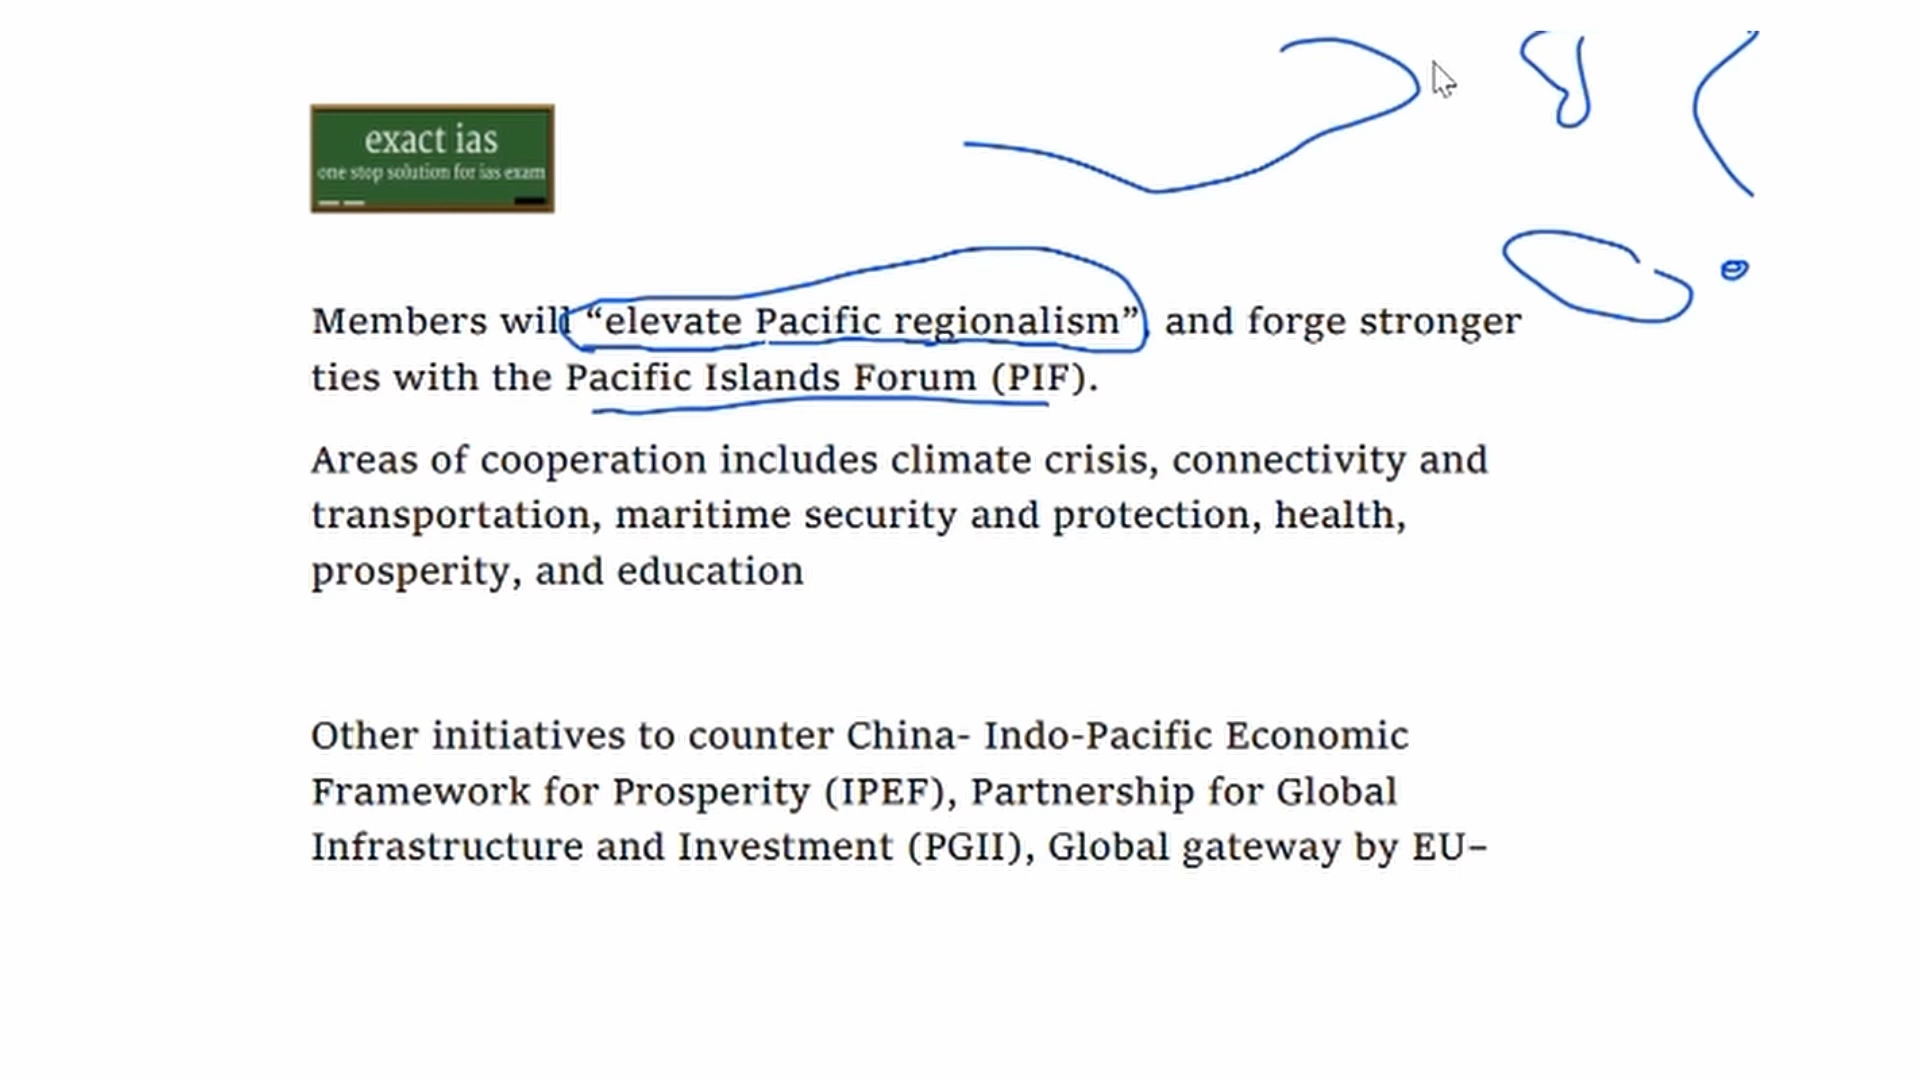 exact ias
one stop solution for ias exam
Members will “elevate Pacific regionalism” and forge stronger
ties with the Pacific Islands Forum (PIF).
Areas of cooperation includes climate crisis, connectivity and
transportation, maritime security and protection, health,
prosperity, and education
Other initiatives to counter China- Indo-Pacific Economic
Framework for Prosperity (IPEF), Partnership for Global
Infrastructure and Investment (PGII), Global gateway by EU–